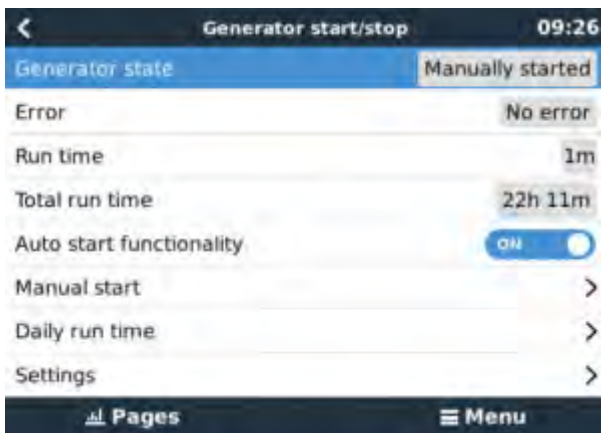 Generator start/stop 09:26
Generator state Manually started
Error No error
Run time 1m
Total run time 22h 11m
Auto start functionality ON
Manual start
Daily run time
Settings
Pages Menu